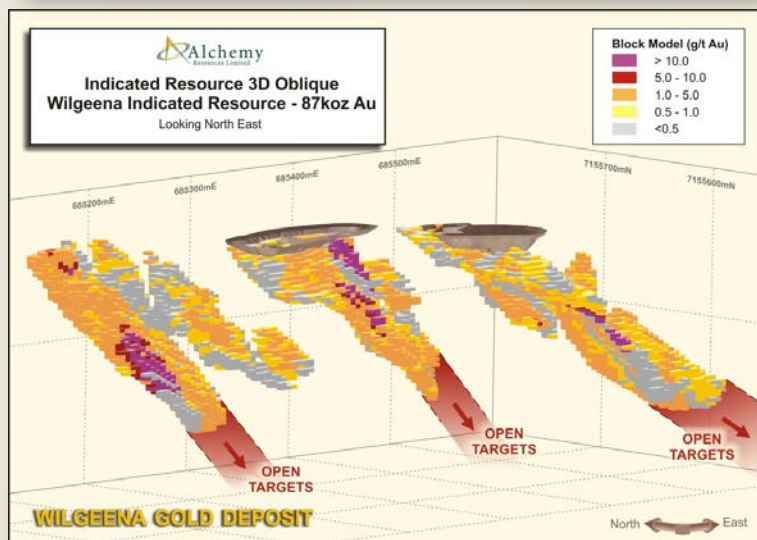 Alchemy
Resources Limited
Indicated Resource 3D Oblique
Wilgeena Indicated Resource - 87koz Au
Looking North East
Block Model (g/t Au)
> 10.0
5.0 - 10.0
1.0 - 5.0
0.5 - 1.0
<0.5
685200mE
685300mE
685400mE
685500mE
7155700mN
7155600mN
OPEN
TARGETS
OPEN
TARGETS
OPEN
TARGETS
WILGEENA GOLD DEPOSIT
North
East